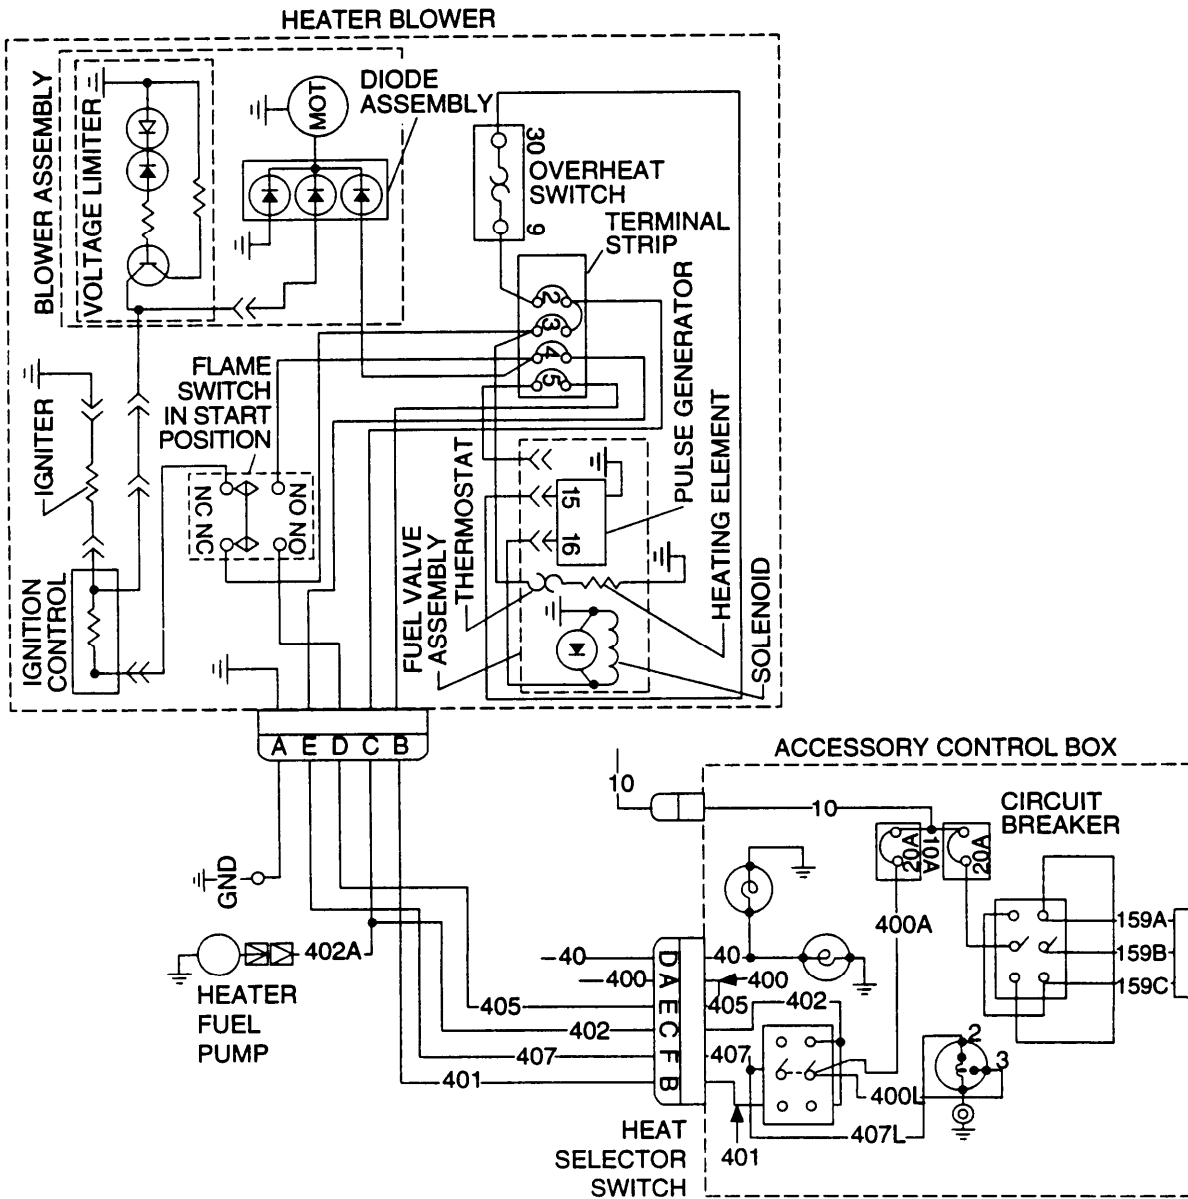 HEATER BLOWER
BLOWER ASSEMBLY
VOLTAGE LIMITER
MOT
DIODE
ASSEMBLY
30
OVERHEAT
SWITCH
9
TERMINAL
STRIP
2
3
4
5
PULSE GENERATOR
HEATING ELEMENT
FLAME
SWITCH
IN START
POSITION
IGNITER
NC NC
NO NO
15
16
THERMOSTAT
FUEL VALVE
ASSEMBLY
SOLENOID
IGNITION
CONTROL
A E D C B
ACCESSORY CONTROL BOX
10
10
CIRCUIT
BREAKER
20A
110A
20A
GND
400A
159A
159B
159C
402A
HEATER
FUEL
PUMP
40
D
40
400
A
400
405
E
405
402
402
C
407
F
407
401
B
2
3
400L
407L
401
HEAT
SELECTOR
SWITCH